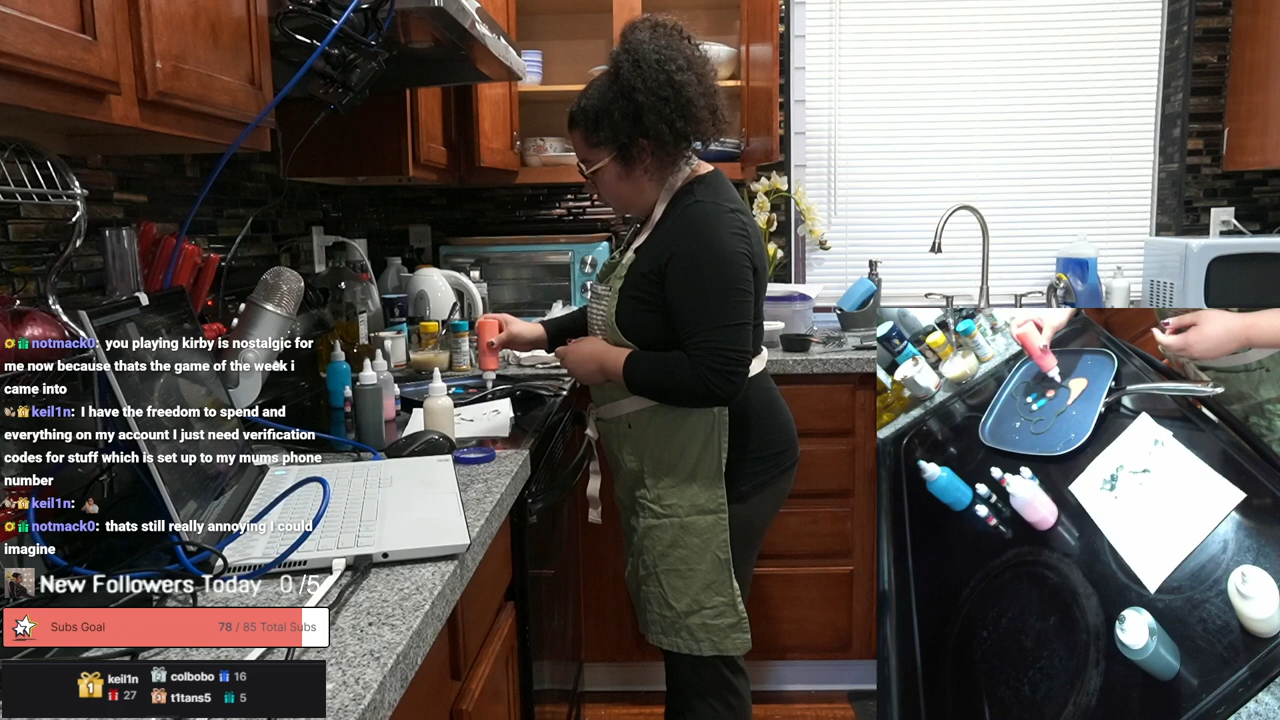 notmack0: you playing kirby is nostalgic for
me now because thats the game of the week i
came into
keil1n: I have the freedom to spend and
everything on my account I just need verification
codes for stuff which is set up to my mums phone
number
keil1n:
notmack0: thats still really annoying I could
imagine
New Followers Today 0 /5
Subs Goal 78 / 85 Total Subs
1 keil1n 27
colbobo 16
t1tans5 5